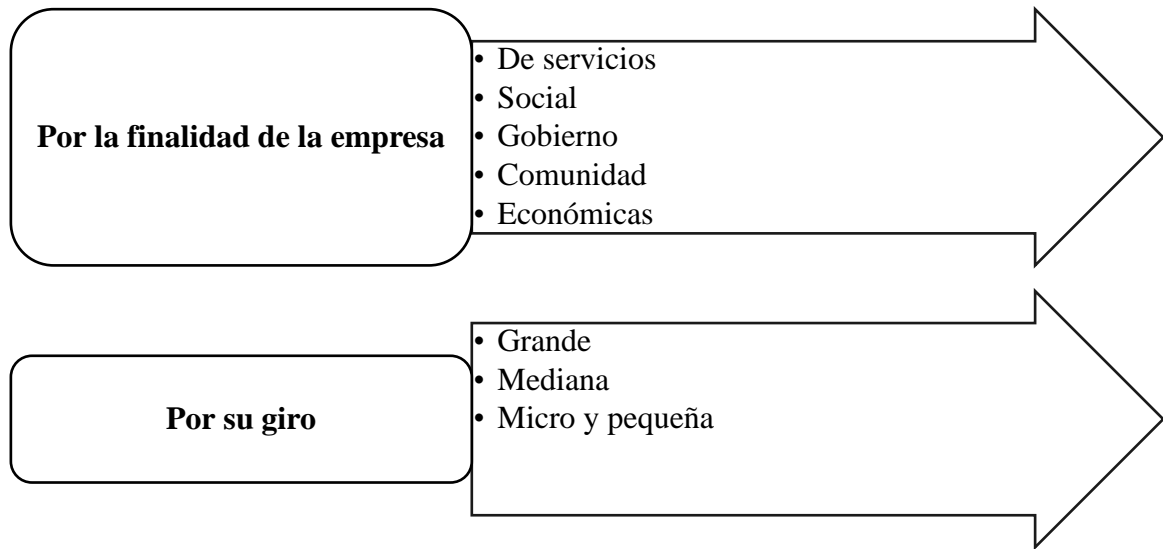 Por la finalidad de la empresa
• De servicios
• Social
• Gobierno
• Comunidad
• Económicas
Por su giro
• Grande
• Mediana
• Micro y pequeña